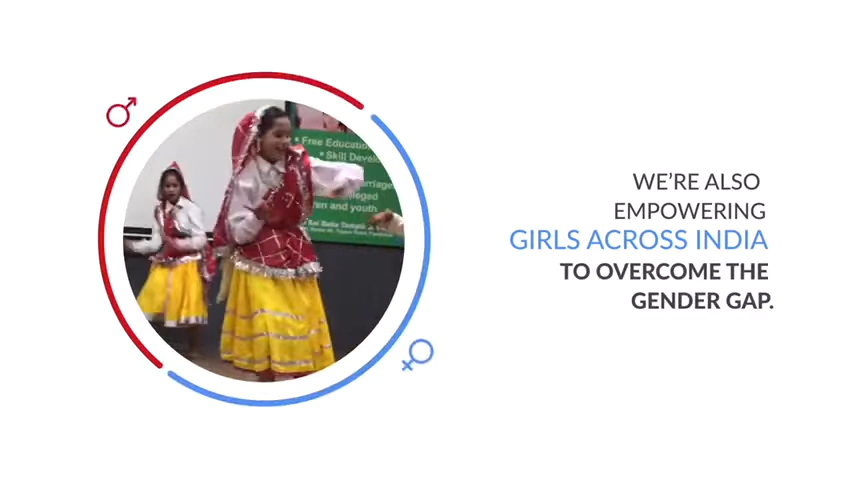 • Free Education
• Skill Develo
arriage
leged
ren and youth
WE'RE ALSO
EMPOWERING
GIRLS ACROSS INDIA
TO OVERCOME THE
GENDER GAP.